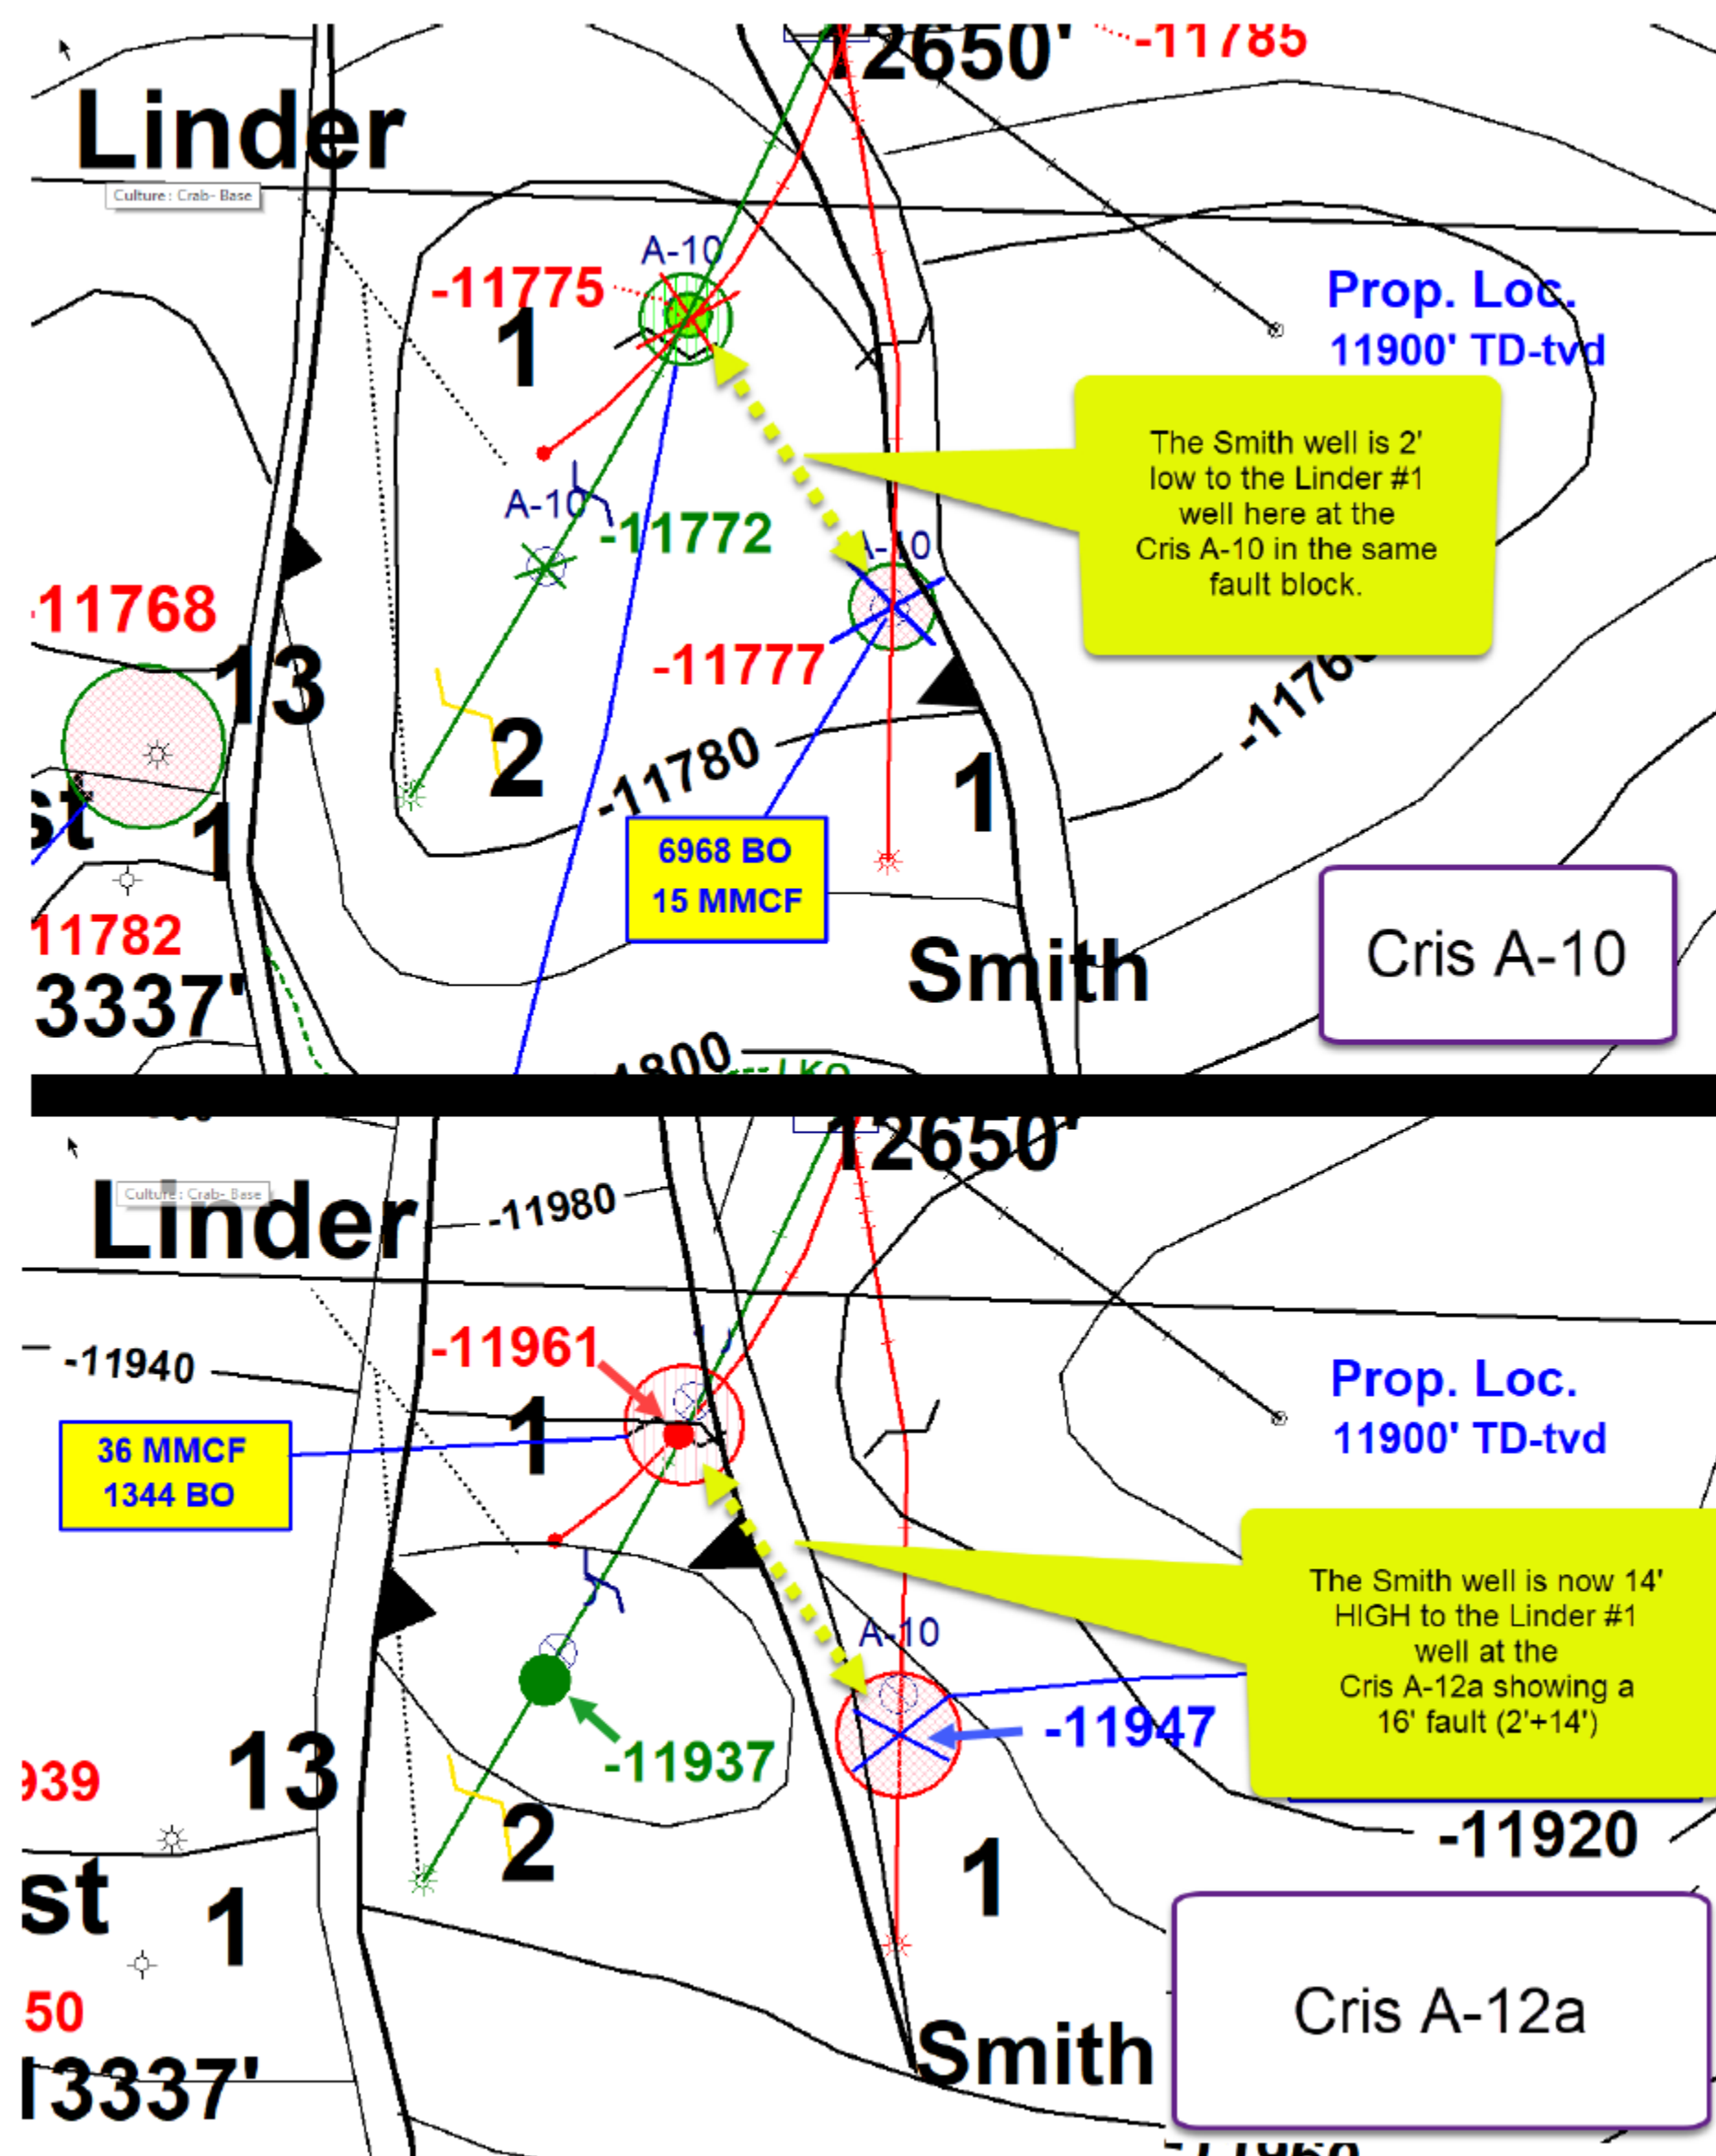 12650'
-11785
Linder
Culture: Crab- Base
A-10
-11775
1
Prop. Loc.
11900' TD-tvd
The Smith well is 2'
low to the Linder #1
well here at the
Cris A-10 in the same
fault block.
A-10
-11772
A-10
-11768
13
-11777
2
-11780
1
st
1
6968 BO
15 MMCF
11782
3337'
Smith
Cris A-10
12650'
Linder
Culture: Crab- Base
-11980
-11961
-11940
1
Prop. Loc.
11900' TD-tvd
36 MMCF
1344 BO
The Smith well is now 14'
HIGH to the Linder #1
well at the
Cris A-12a showing a
16' fault (2'+14')
A-10
-11947
-11937
13
939
2
-11920
1
st
1
50
13337'
Smith
Cris A-12a
-11960